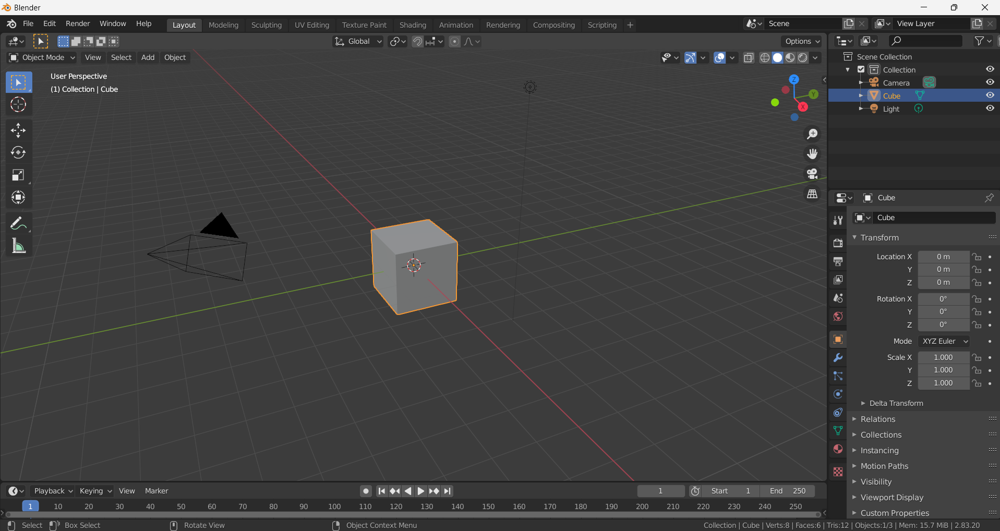 Blender
File Edit Render Window Help Layout Modeling Sculpting UV Editing Texture Paint Shading Animation Rendering Compositing Scripting + Scene View Layer
Global Options
Object Mode View Select Add Object
User Perspective
(1) Collection | Cube
Z
Y
X
Scene Collection
Collection
Camera
Cube
Light
Cube
Cube
Transform
Location X 0 m
Y 0 m
Z 0 m
Rotation X 0°
Y 0°
Z 0°
Mode XYZ Euler
Scale X 1.000
Y 1.000
Z 1.000
Delta Transform
Relations
Collections
Instancing
Motion Paths
Visibility
Viewport Display
Custom Properties
Playback Keying View Marker 1 Start 1 End 250
1 10 20 30 40 50 60 70 80 90 100 110 120 130 140 150 160 170 180 190 200 210 220 230 240 250
Select Box Select Rotate View Object Context Menu Collection | Cube | Verts:8 | Faces:6 | Tris:12 | Objects:1/3 | Mem: 15.7 MiB | 2.83.20